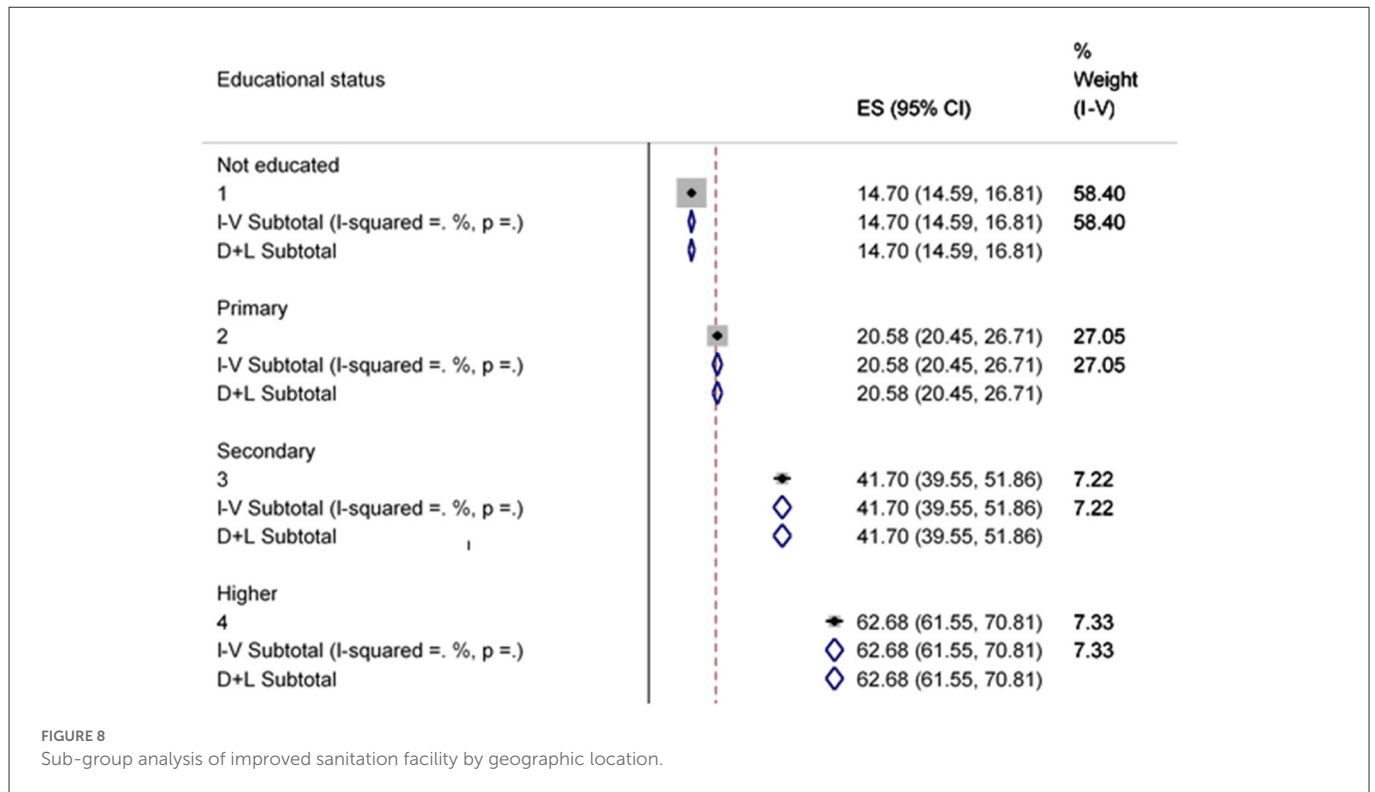 %
Educational status Weight
ES (95% CI) (I-V)
Not educated
1 14.70 (14.59, 16.81) 58.40
I-V Subtotal (I-squared =. %, p =.) 14.70 (14.59, 16.81) 58.40
D+L Subtotal 14.70 (14.59, 16.81)
Primary
2 20.58 (20.45, 26.71) 27.05
I-V Subtotal (I-squared =. %, p =.) 20.58 (20.45, 26.71) 27.05
D+L Subtotal 20.58 (20.45, 26.71)
Secondary
3 41.70 (39.55, 51.86) 7.22
I-V Subtotal (I-squared =. %, p =.) 41.70 (39.55, 51.86) 7.22
D+L Subtotal 41.70 (39.55, 51.86)
Higher
4 62.68 (61.55, 70.81) 7.33
I-V Subtotal (I-squared =. %, p =.) 62.68 (61.55, 70.81) 7.33
D+L Subtotal 62.68 (61.55, 70.81)
FIGURE 8
Sub-group analysis of improved sanitation facility by geographic location.